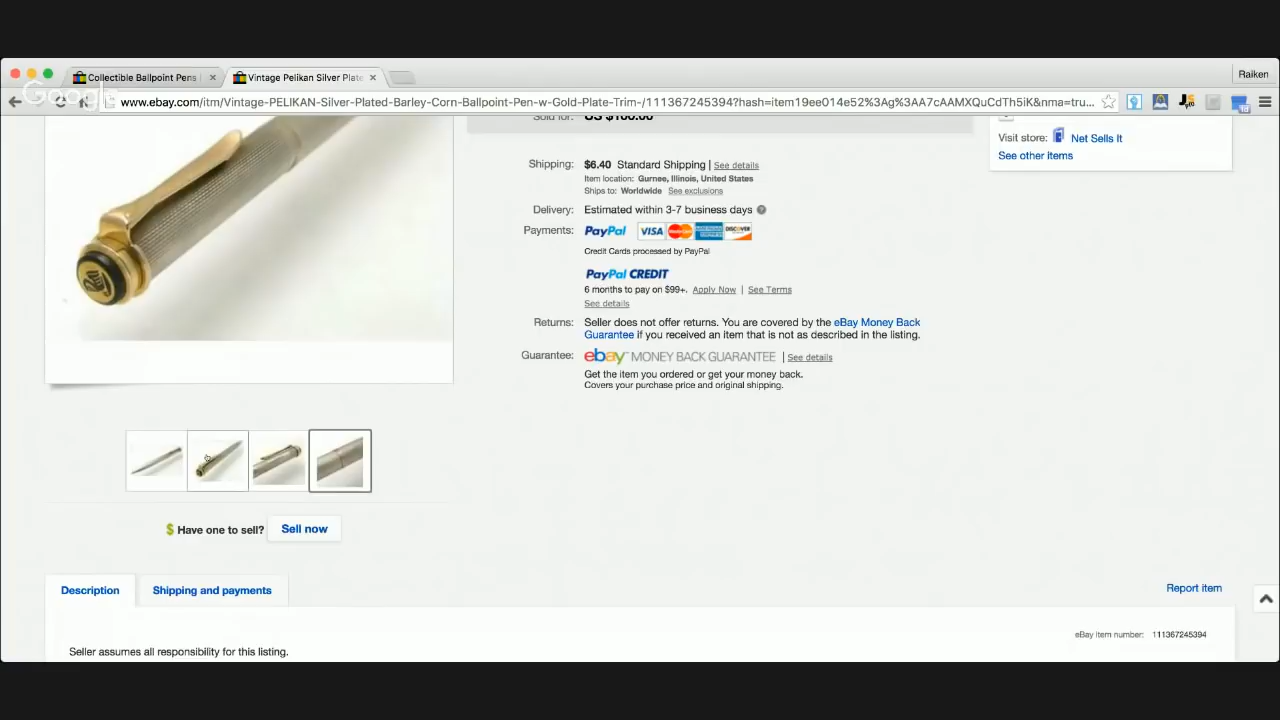 Collectible Ballpoint Pens
Vintage Pelikan Silver Plate
Raiken
Google
www.ebay.com/itm/Vintage-PELIKAN-Silver-Plated-Barley-Corn-Ballpoint-Pen-w-Gold-Plate-Trim-/111367245394?hash=item19ee014e52%3Ag%3AA7cAAMXQuCdTh5iK&nma=tru...
Sold for: US $100.00
Visit store: Net Sells It
See other items
Shipping: $6.40 Standard Shipping | See details
Item location: Gurnee, Illinois, United States
Ships to: Worldwide See exclusions
Delivery: Estimated within 3-7 business days
Payments: PayPal VISA MasterCard DISCOVER
Credit Cards processed by PayPal
PayPal CREDIT
6 months to pay on $99+. Apply Now | See Terms
See details
Returns: Seller does not offer returns. You are covered by the eBay Money Back
Guarantee if you received an item that is not as described in the listing.
Guarantee: ebay MONEY BACK GUARANTEE | See details
Get the item you ordered or get your money back.
Covers your purchase price and original shipping.
$ Have one to sell? Sell now
Description
Shipping and payments
Report item
eBay item number: 111367245394
Seller assumes all responsibility for this listing.